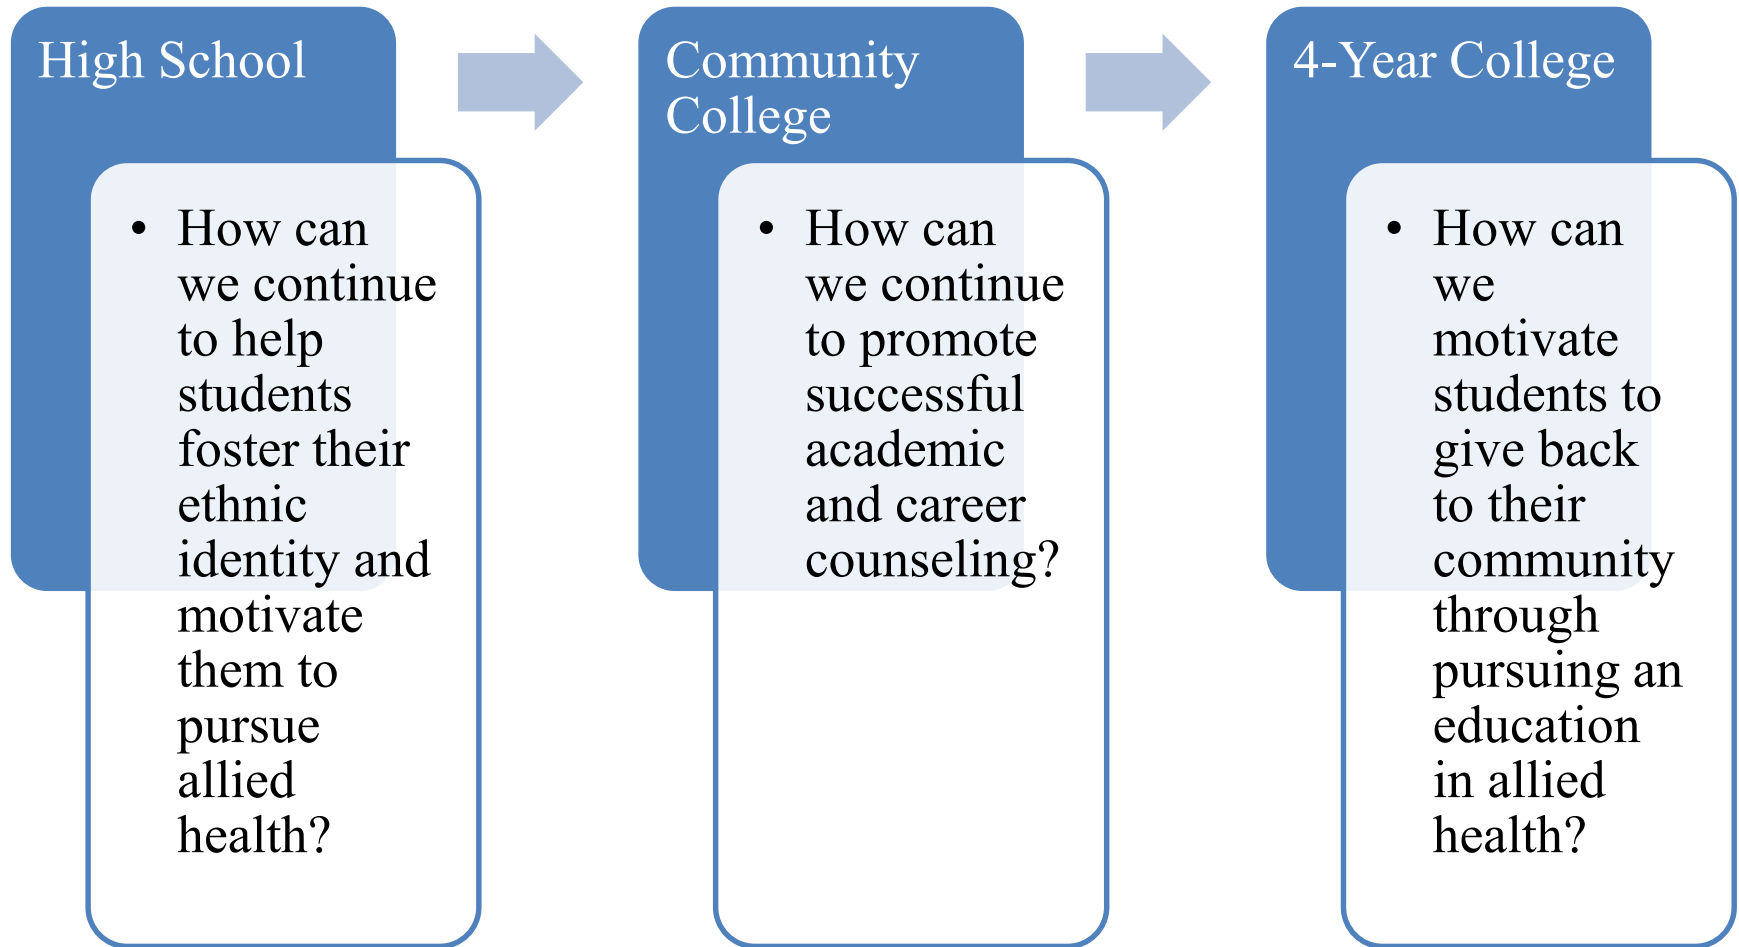 High School
• How can
we continue
to help
students
foster their
ethnic
identity and
motivate
them to
pursue
allied
health?
Community
College
• How can
we continue
to promote
successful
academic
and career
counseling?
4-Year College
• How can
we
motivate
students to
give back
to their
community
through
pursuing an
education
in allied
health?